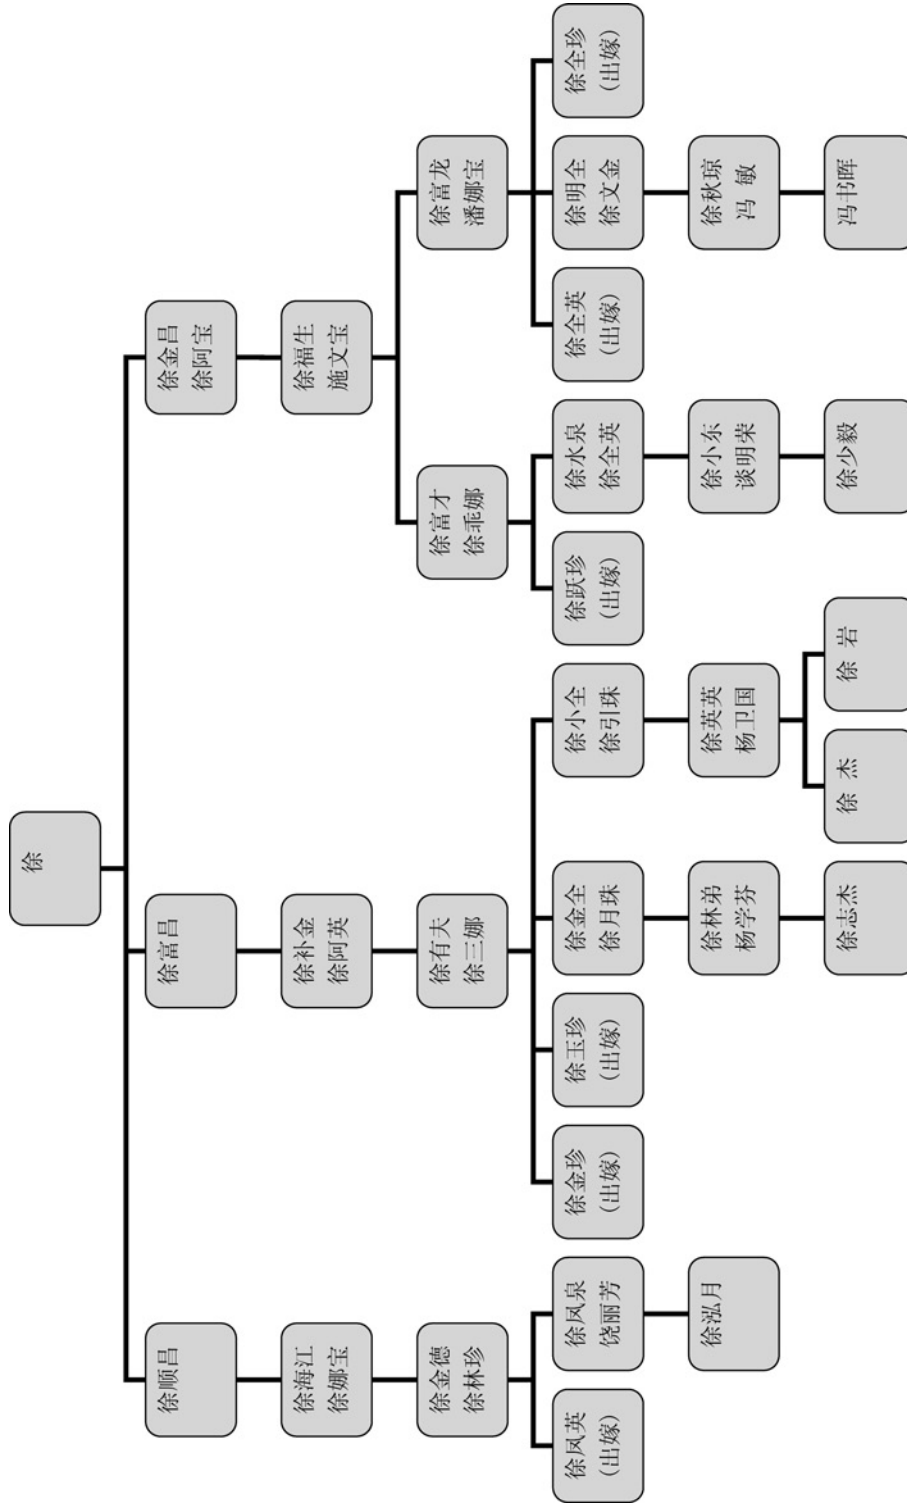 徐
徐顺昌
徐富昌
徐金昌
徐阿宝
徐海江
徐娜宝
徐补金
徐阿英
徐福生
施文宝
徐金德
徐林珍
徐有夫
徐三娜
徐富才
徐乖娜
徐富龙
潘娜宝
徐凤英
(出嫁)
徐凤泉
饶丽芳
徐金珍
(出嫁)
徐玉珍
(出嫁)
徐金全
徐月珠
徐小全
徐引珠
徐跃珍
(出嫁)
徐水泉
徐全英
徐全英
(出嫁)
徐明全
徐文金
徐全珍
(出嫁)
徐泓月
徐林弟
杨学芬
徐英英
杨卫国
徐小东
谈明荣
徐秋琼
冯 敏
徐志杰
徐 杰
徐 岩
徐少毅
冯书晖